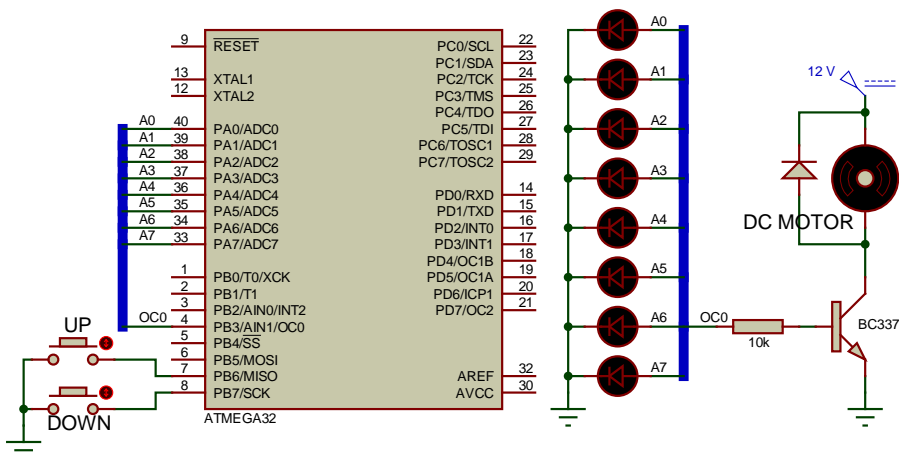 9 RESET PC0/SCL 22
PC1/SDA 23
13 XTAL1 PC2/TCK 24
12 XTAL2 PC3/TMS 25
PC4/TDO 26
A0 40 PA0/ADC0 PC5/TDI 27
A1 39 PA1/ADC1 PC6/TOSC1 28
A2 38 PA2/ADC2 PC7/TOSC2 29
A3 37 PA3/ADC3
A4 36 PA4/ADC4 PD0/RXD 14
A5 35 PA5/ADC5 PD1/TXD 15
A6 34 PA6/ADC6 PD2/INT0 16
A7 33 PA7/ADC7 PD3/INT1 17
PD4/OC1B 18
1 PB0/T0/XCK PD5/OC1A 19
2 PB1/T1 PD6/ICP1 20
3 PB2/AIN0/INT2 PD7/OC2 21
OC0 4 PB3/AIN1/OC0
5 PB4/SS
6 PB5/MOSI
7 PB6/MISO AREF 32
8 PB7/SCK AVCC 30
ATMEGA32
UP
DOWN
A0
A1
A2
A3
A4
A5
A6
A7
OC0
10k
12 V
DC MOTOR
BC337